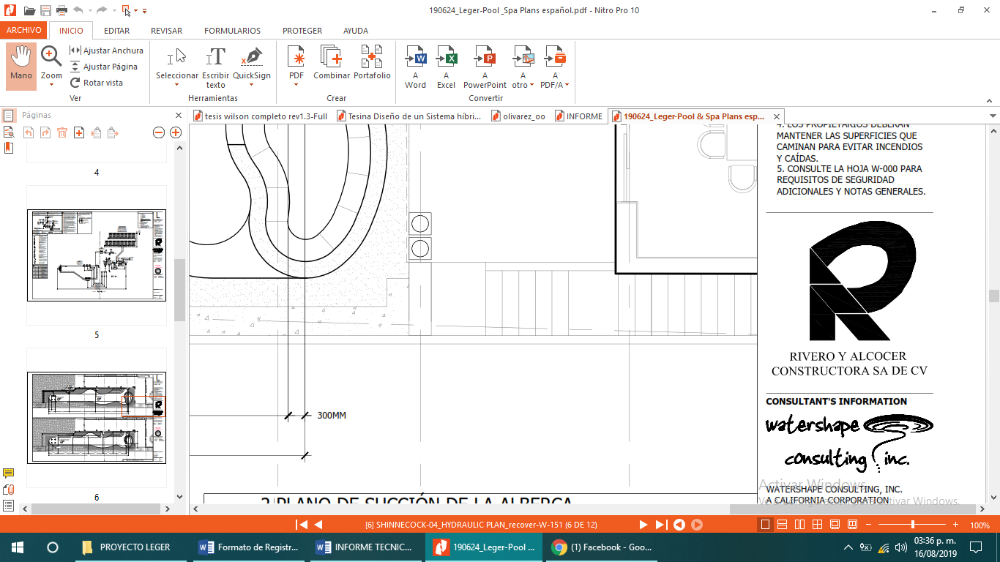 190624_Leger-Pool _Spa Plans español.pdf - Nitro Pro 10
ARCHIVO
INICIO
EDITAR
REVISAR
FORMULARIOS
PROTEGER
AYUDA
Mano
Zoom
Ajustar Anchura
Ajustar Página
Rotar vista
Ver
Seleccionar
Escribir texto
QuickSign
Herramientas
PDF
Combinar
Portafolio
Crear
A Word
A Excel
A PowerPoint
A otro
A PDF/A
Convertir
Páginas
tesis wilson completo rev1.3-Full
Tesina Diseño de un Sistema híbri...
olivarez_oo
INFORME
190624_Leger-Pool & Spa Plans esp...
4
5
6
4. LOS PROPIETARIOS DEBERÁN
MANTENER LAS SUPERFICIES QUE
CAMINAN PARA EVITAR INCENDIOS
Y CAÍDAS.
5. CONSULTE LA HOJA W-000 PARA
REQUISITOS DE SEGURIDAD
ADICIONALES Y NOTAS GENERALES.
RIVERO Y ALCOCER
CONSTRUCTORA SA DE CV
CONSULTANT'S INFORMATION
watershape
consulting inc.
WATERSHAPE CONSULTING, INC.
A CALIFORNIA CORPORATION
300MM
2 PLANO DE SUCCIÓN DE LA ALBERCA
Activar Windows
[6] SHINNECOCK-04_HYDRAULIC PLAN_recover-W-151 (6 DE 12)
100%
PROYECTO LEGER
Formato de Registr...
INFORME TECNIC...
190624_Leger-Pool ...
(1) Facebook - Goo...
03:36 p. m.
16/08/2019